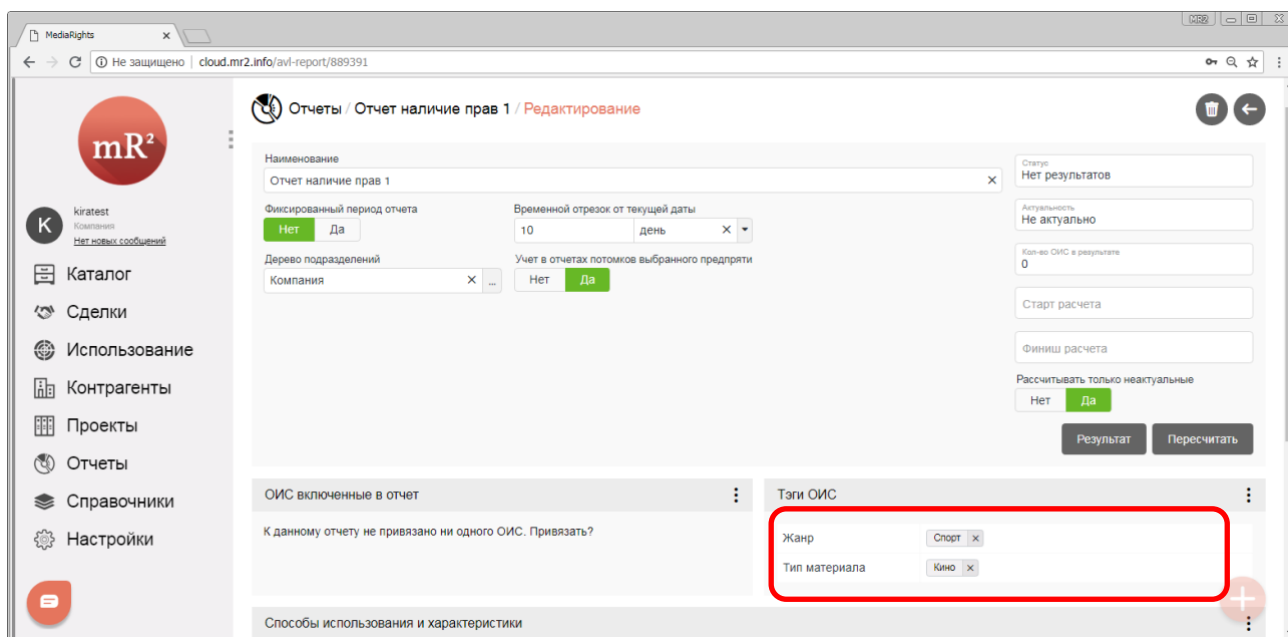 MR2
MediaRights
Не защищено | cloud.mr2.info/avl-report/889391
mR²
Отчеты / Отчет наличие прав 1 / Редактирование
K
kiratest
Компания
Нет новых сообщений
Каталог
Сделки
Использование
Контрагенты
Проекты
Отчеты
Справочники
Настройки
Наименование
Отчет наличие прав 1
Фиксированный период отчета
Нет Да
Временной отрезок от текущей даты
10 день
Дерево подразделений
Компания ...
Учет в отчетах потомков выбранного предпряти
Нет Да
Статус
Нет результатов
Актуальность
Не актуально
Кол-во ОИС в результате
0
Старт расчета
Финиш расчета
Рассчитывать только неактуальные
Нет Да
Результат Пересчитать
ОИС включенные в отчет
К данному отчету не привязано ни одного ОИС. Привязать?
Тэги ОИС
Жанр Спорт
Тип материала Кино
Способы использования и характеристики